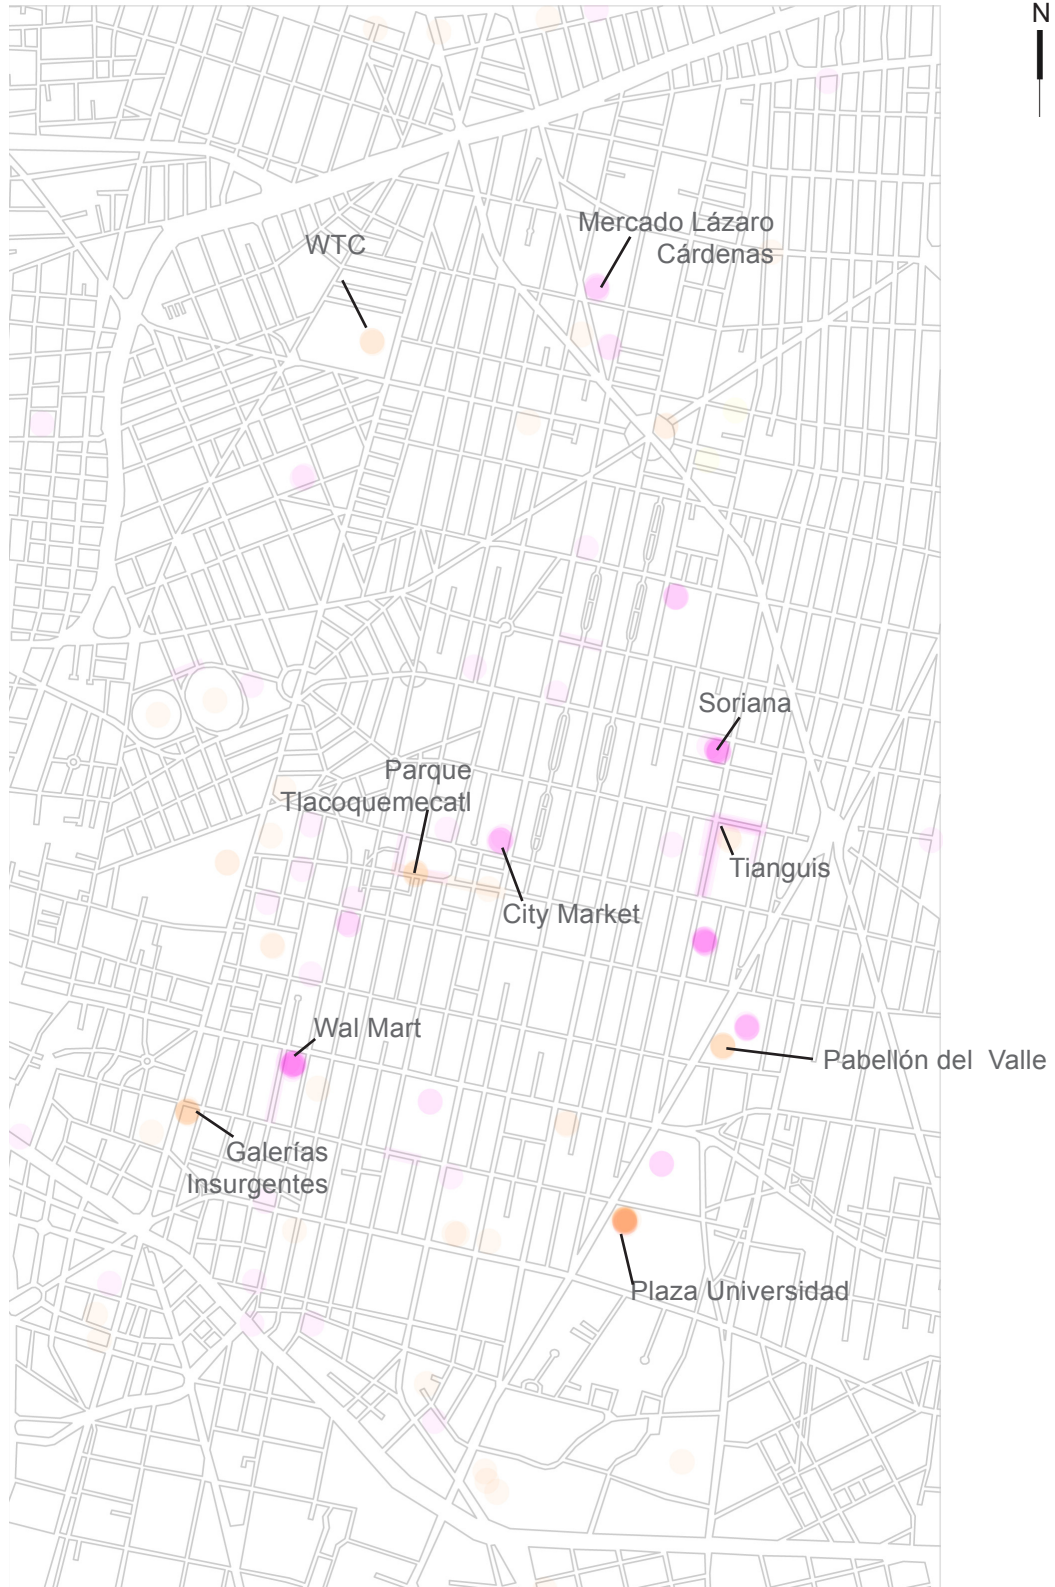 N
Mercado Lázaro
Cárdenas
WTC
Soriana
Parque
Tlacoquemecatl
Tianguis
City Market
Wal Mart
Pabellón del  Valle
Galerías
Insurgentes
Plaza Universidad